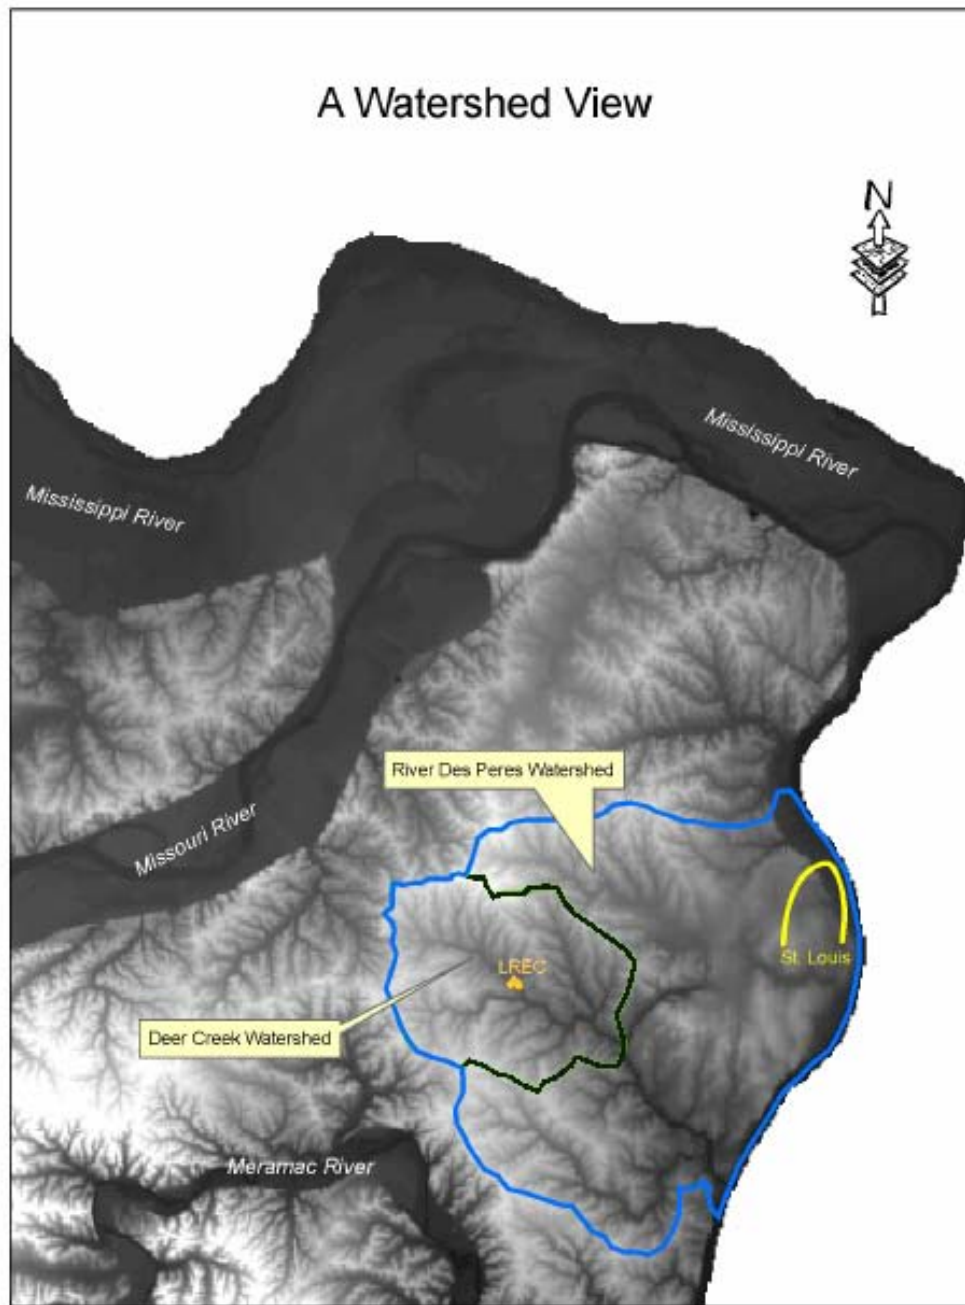 A Watershed View
N
Mississippi River
Mississippi River
River Des Peres Watershed
Missouri River
St. Louis
LREC
Deer Creek Watershed
Meramac River